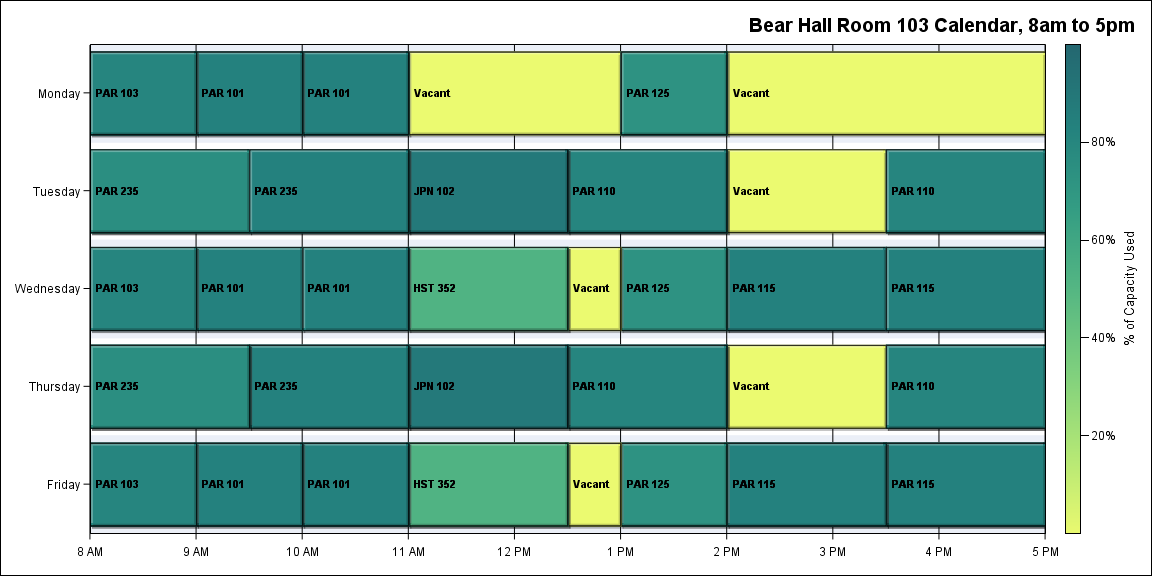 Bear Hall Room 103 Calendar, 8am to 5pm
Monday
PAR 103
PAR 101
PAR 101
Vacant
PAR 125
Vacant
Tuesday
PAR 235
PAR 235
JPN 102
PAR 110
Vacant
PAR 110
Wednesday
PAR 103
PAR 101
PAR 101
HST 352
Vacant
PAR 125
PAR 115
PAR 115
Thursday
PAR 235
PAR 235
JPN 102
PAR 110
Vacant
PAR 110
Friday
PAR 103
PAR 101
PAR 101
HST 352
Vacant
PAR 125
PAR 115
PAR 115
8 AM
9 AM
10 AM
11 AM
12 PM
1 PM
2 PM
3 PM
4 PM
5 PM
80%
60%
40%
20%
% of Capacity Used